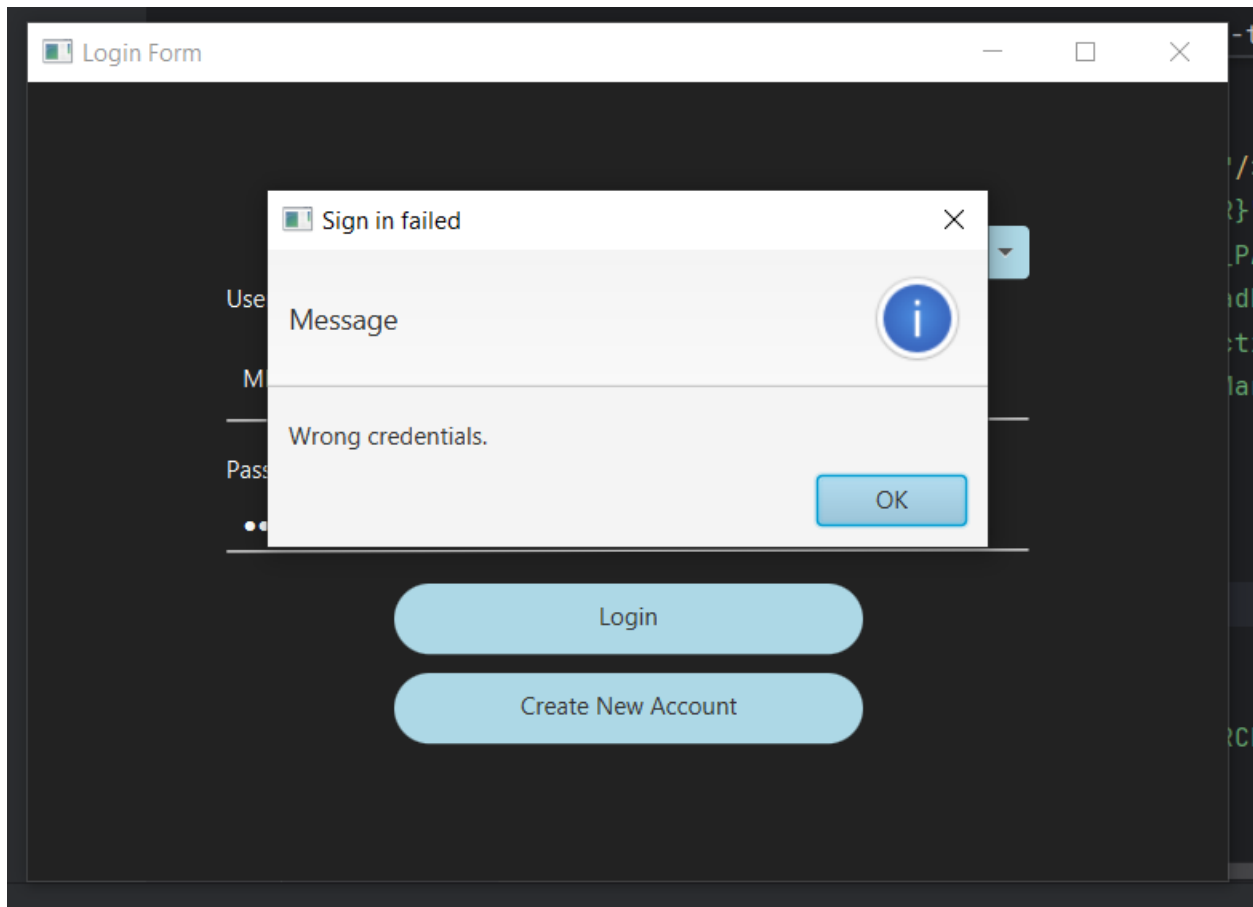 Login Form
Sign in failed
Message
Wrong credentials.
OK
Login
Create New Account